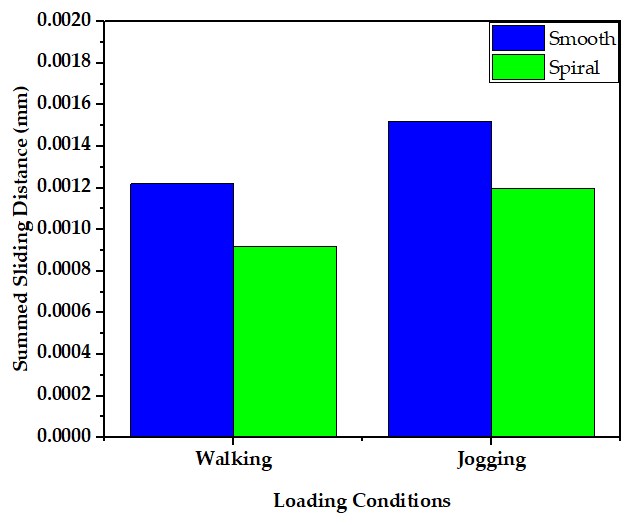 0.0020
0.0018
0.0016
0.0014
0.0012
0.0010
0.0008
0.0006
0.0004
0.0002
0.0000
Summed Sliding Distance (mm)
Smooth
Spiral
Walking
Jogging
Loading Conditions